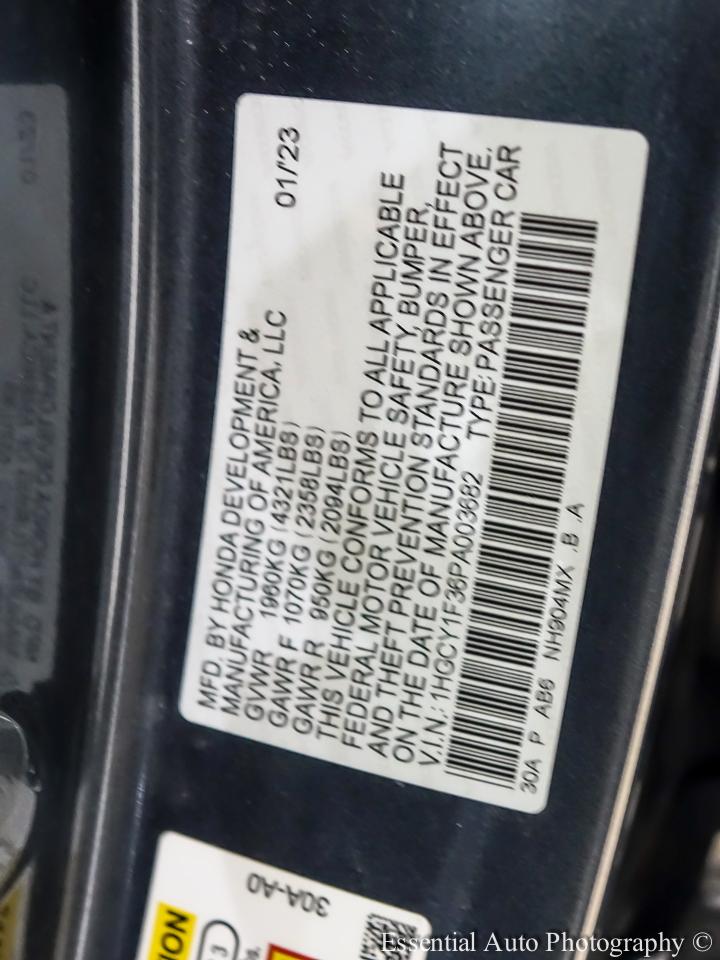 MFD. BY HONDA DEVELOPMENT &
MANUFACTURING OF AMERICA, LLC 01/'23
GVWR 1960KG (4321LBS)
GAWR F 1070KG (2358LBS)
GAWR R 950KG (2094LBS)
THIS VEHICLE CONFORMS TO ALL APPLICABLE
FEDERAL MOTOR VEHICLE SAFETY, BUMPER,
AND THEFT PREVENTION STANDARDS IN EFFECT
ON THE DATE OF MANUFACTURE SHOWN ABOVE.
V.I.N.: 1HGCY1F36PA003682 TYPE:PASSENGER CAR
30A P AB6 NH904MX .B .A
30A-A0
3
Essential Auto Photography ©